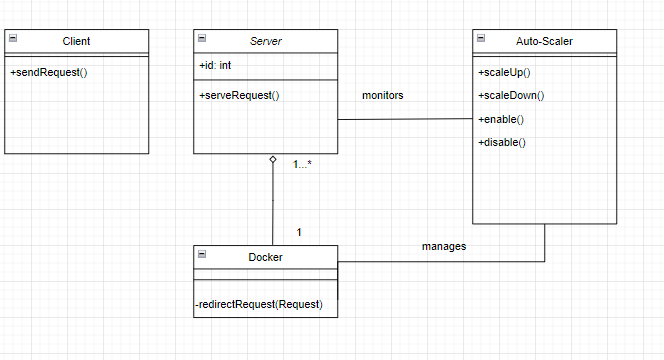 Client
+sendRequest()
Server
+id: int
+serveRequest()
monitors
Auto-Scaler
+scaleUp()
+scaleDown()
+enable()
+disable()
1...*
1
manages
Docker
-redirectRequest(Request)